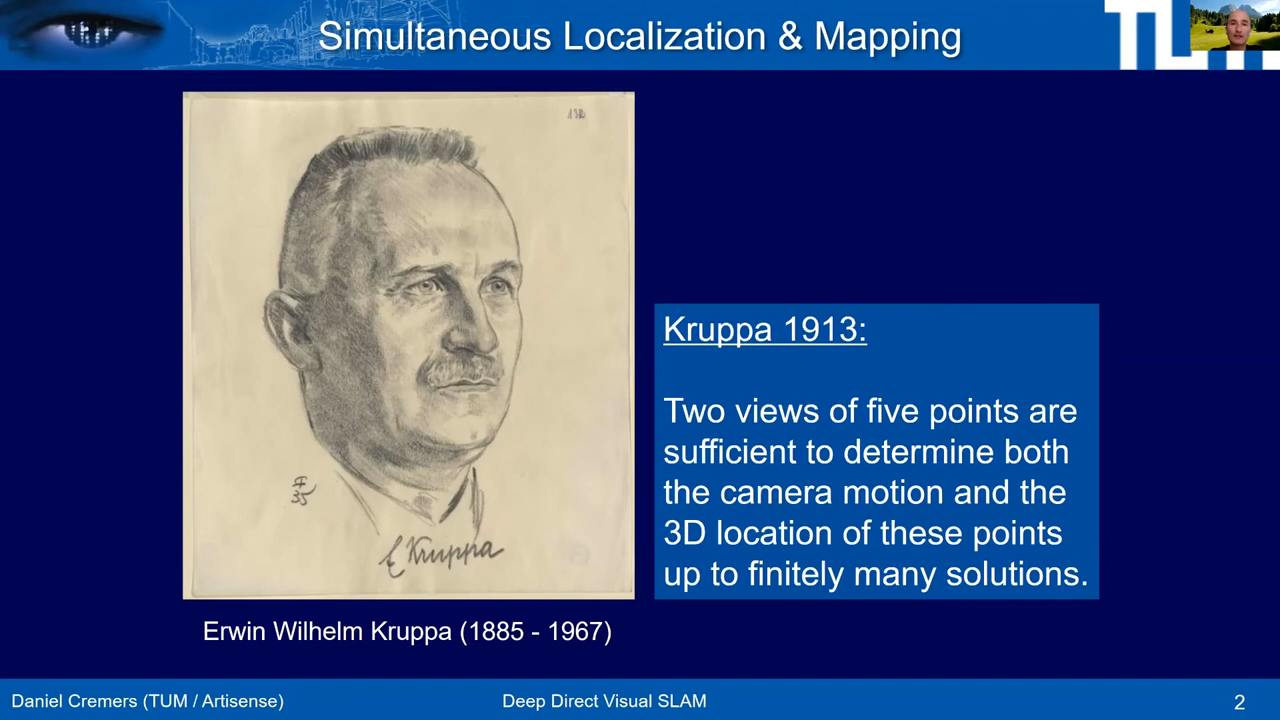 Simultaneous Localization & Mapping
Kruppa 1913:
Two views of five points are
sufficient to determine both
the camera motion and the
3D location of these points
up to finitely many solutions.
E Kruppa
Erwin Wilhelm Kruppa (1885 - 1967)
Daniel Cremers (TUM / Artisense)
Deep Direct Visual SLAM
2